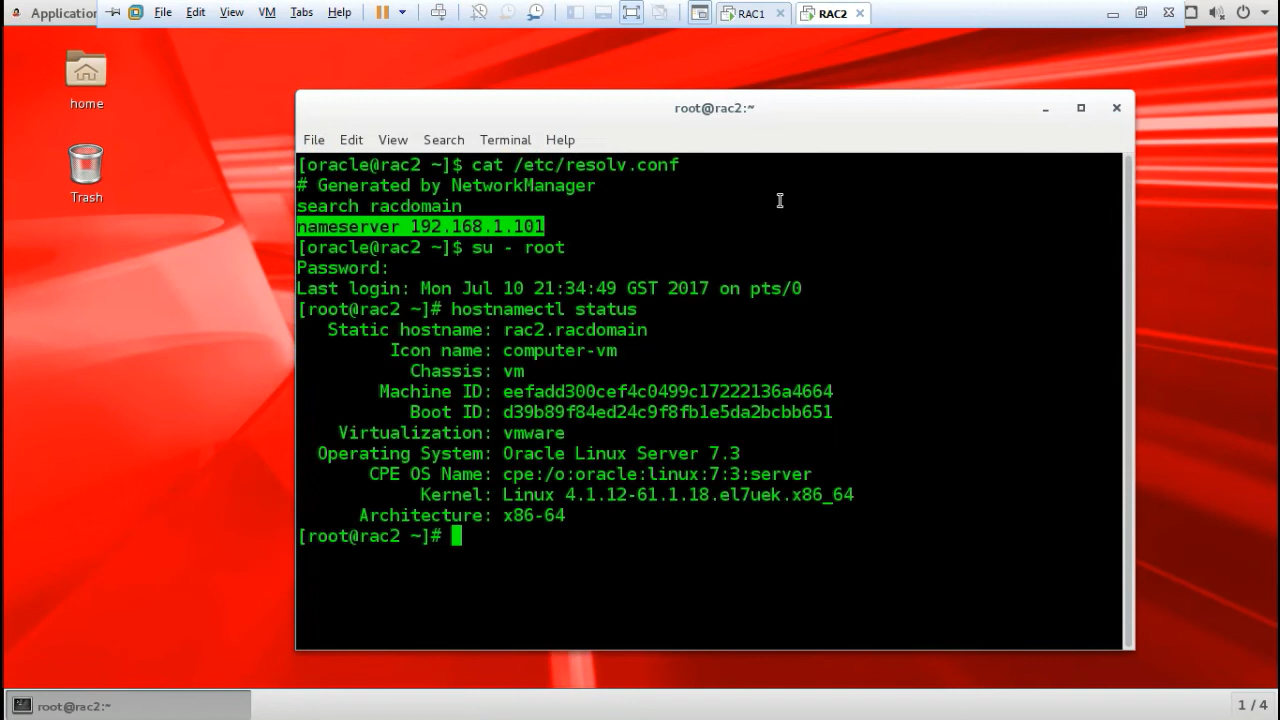 Application
File Edit View VM Tabs Help
RAC1
RAC2
home
Trash
root@rac2:~
File Edit View Search Terminal Help
[oracle@rac2 ~]$ cat /etc/resolv.conf
# Generated by NetworkManager
search racdomain
nameserver 192.168.1.101
[oracle@rac2 ~]$ su - root
Password:
Last login: Mon Jul 10 21:34:49 GST 2017 on pts/0
[root@rac2 ~]# hostnamectl status
Static hostname: rac2.racdomain
Icon name: computer-vm
Chassis: vm
Machine ID: eefadd300cef4c0499c17222136a4664
Boot ID: d39b89f84ed24c9f8fb1e5da2bcbb651
Virtualization: vmware
Operating System: Oracle Linux Server 7.3
CPE OS Name: cpe:/o:oracle:linux:7:3:server
Kernel: Linux 4.1.12-61.1.18.el7uek.x86_64
Architecture: x86-64
[root@rac2 ~]#
root@rac2:~
1 / 4